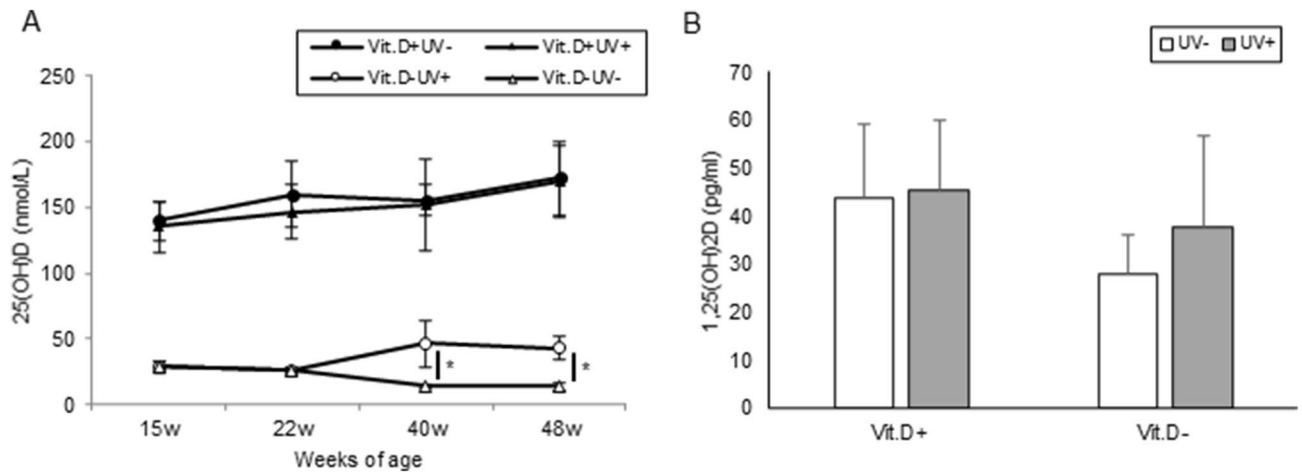 A
Vit.D+UV- Vit.D+UV+
Vit.D-UV+ Vit.D-UV-
250
200
150
100
50
0
25(OH)D (nmol/L)
*
*
15w 22w 40w 48w
Weeks of age
B
UV- UV+
70
60
50
40
30
20
10
0
1,25(OH)2D (pg/ml)
Vit.D+ Vit.D-